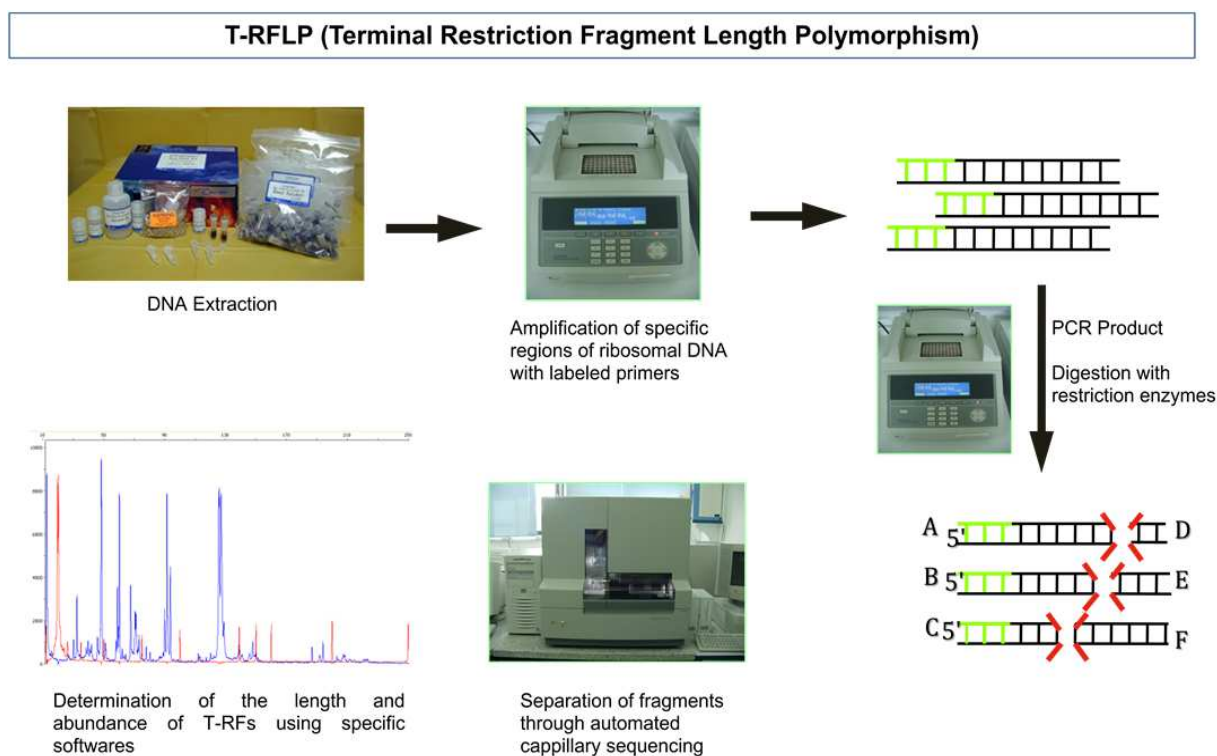 T-RFLP (Terminal Restriction Fragment Length Polymorphism)
DNA Extraction
Amplification of specific
regions of ribosomal DNA
with labeled primers
PCR Product
Digestion with
restriction enzymes
A 5' D
B 5' E
C 5' F
Separation of fragments
through automated
cappillary sequencing
Determination of the length and
abundance of T-RFs using specific
softwares